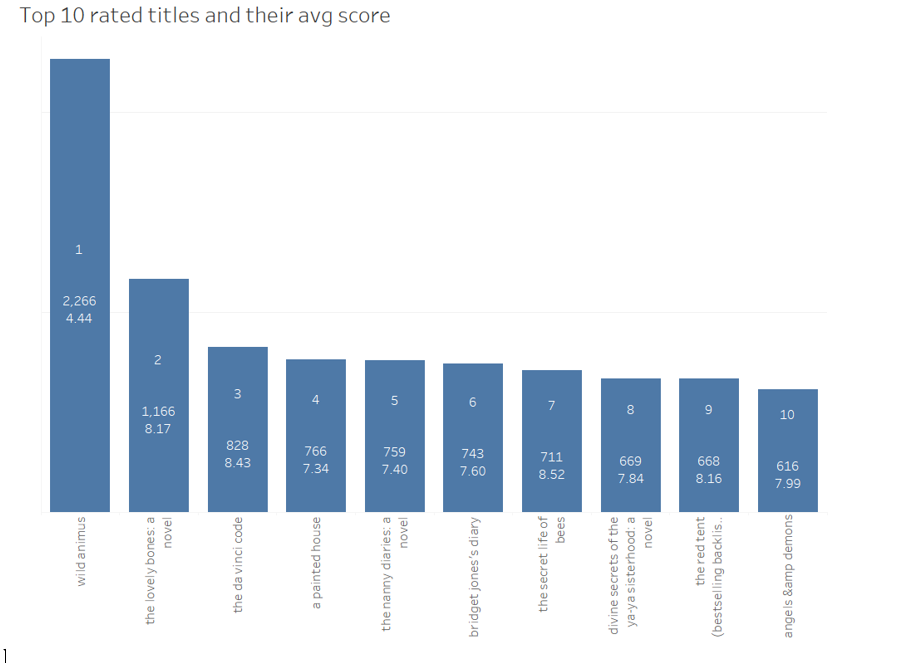 Top 10 rated titles and their avg score
1
2,266
4.44
2
1,166
8.17
3
828
8.43
4
766
7.34
5
759
7.40
6
743
7.60
7
711
8.52
8
669
7.84
9
668
8.16
10
616
7.99
wild animus
the lovely bones: a
novel
the da vinci code
a painted house
the nanny diaries: a
novel
bridget jones's diary
the secret life of
bees
divine secrets of the
ya-ya sisterhood: a
novel
the red tent
(bestselling backlis..
angels &amp demons